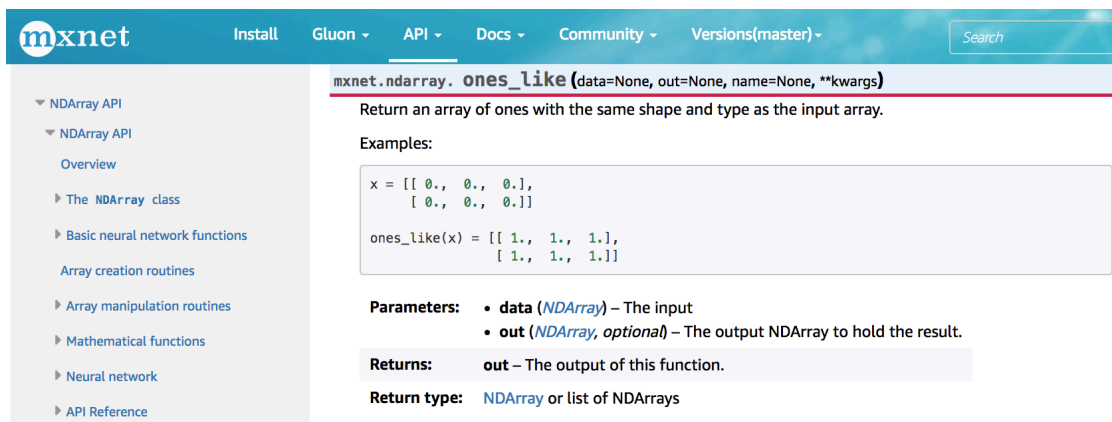 mxnet Install Gluon API Docs Community Versions(master) Search
NDArray API
NDArray API
Overview
The NDArray class
Basic neural network functions
Array creation routines
Array manipulation routines
Mathematical functions
Neural network
API Reference
mxnet.ndarray. ones_like (data=None, out=None, name=None, **kwargs)
Return an array of ones with the same shape and type as the input array.
Examples:
x = [[ 0., 0., 0.],
[ 0., 0., 0.]]
ones_like(x) = [[ 1., 1., 1.],
[ 1., 1., 1.]]
Parameters: • data (NDArray) – The input
• out (NDArray, optional) – The output NDArray to hold the result.
Returns: out – The output of this function.
Return type: NDArray or list of NDArrays